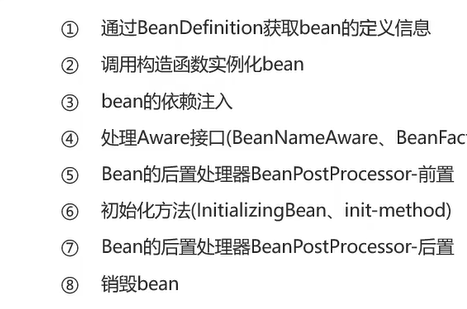 ① 通过BeanDefinition获取bean的定义信息
② 调用构造函数实例化bean
③ bean的依赖注入
④ 处理Aware接口(BeanNameAware、BeanFact
⑤ Bean的后置处理器BeanPostProcessor-前置
⑥ 初始化方法(InitializingBean、init-method)
⑦ Bean的后置处理器BeanPostProcessor-后置
⑧ 销毁bean